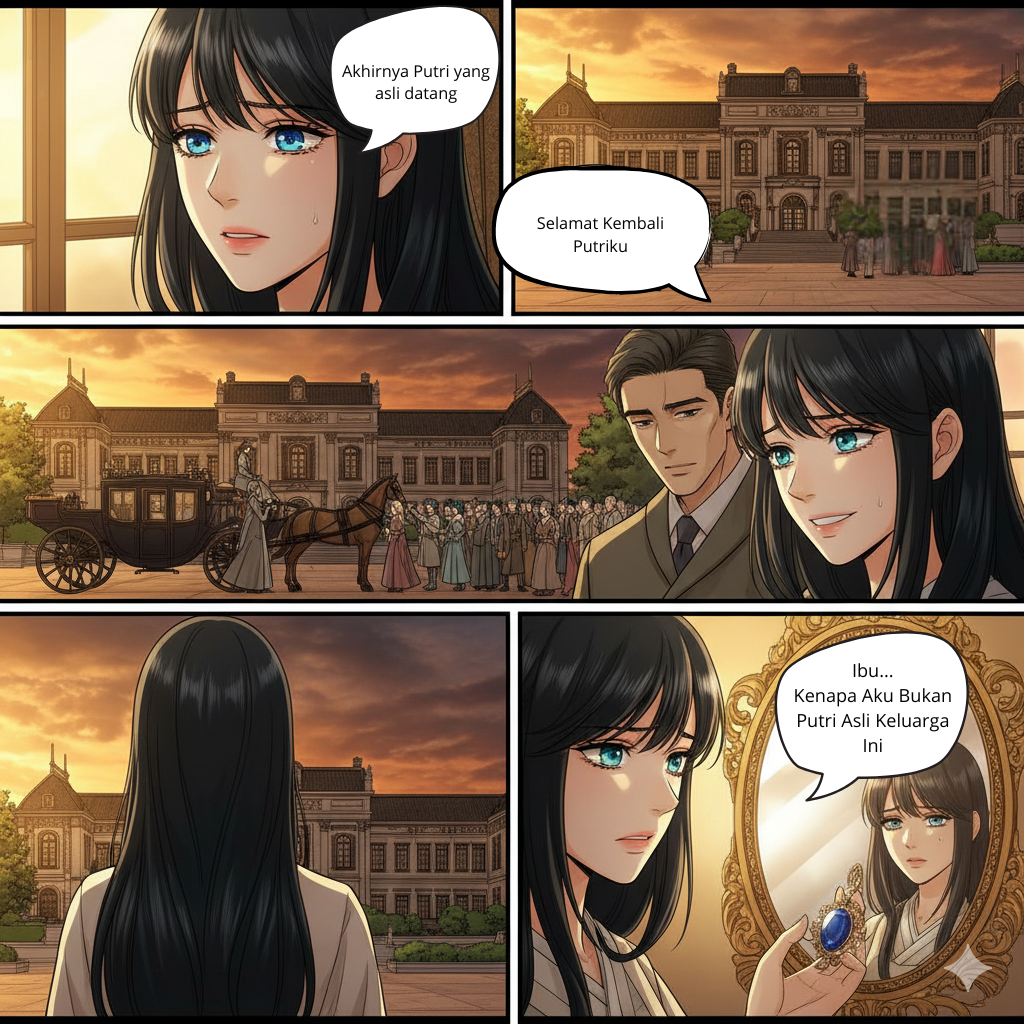 Akhirnya Putri yang
asli datang
Selamat Kembali
Putriku
Ibu...
Kenapa Aku Bukan
Putri Asli Keluarga
Ini